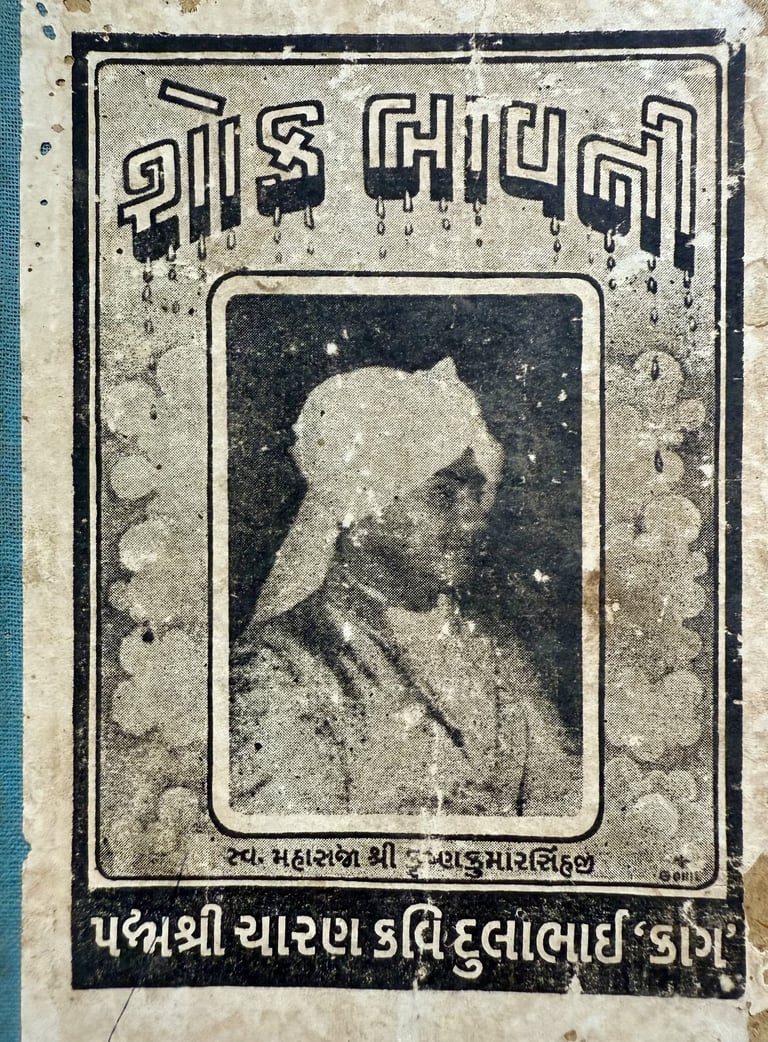 શોક બાવની
સ્વ. મહારાજા શ્રી કૃષ્ણકુમારસિંહજી
પદ્મશ્રી ચારણ કવિ દુલાભાઈ ‘કાગ’